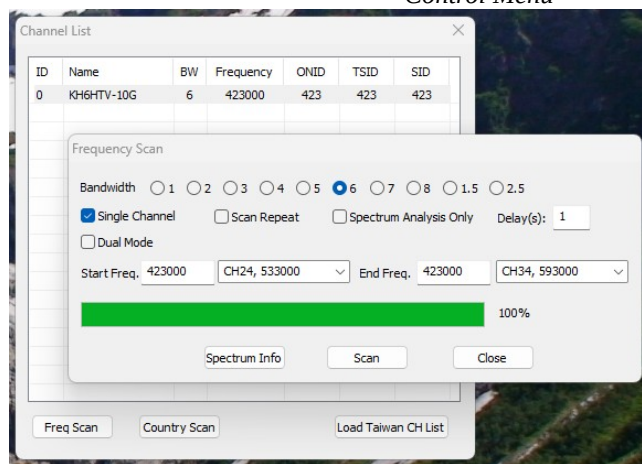 Control Menu
Channel List
ID Name BW Frequency ONID TSID SID
0 KH6HTV-10G 6 423000 423 423 423
Frequency Scan
Bandwidth 1 2 3 4 5 6 7 8 1.5 2.5
Single Channel Scan Repeat Spectrum Analysis Only Delay(s): 1
Dual Mode
Start Freq. 423000 CH24, 533000 End Freq. 423000 CH34, 593000
100%
Spectrum Info Scan Close
Freq Scan Country Scan Load Taiwan CH List